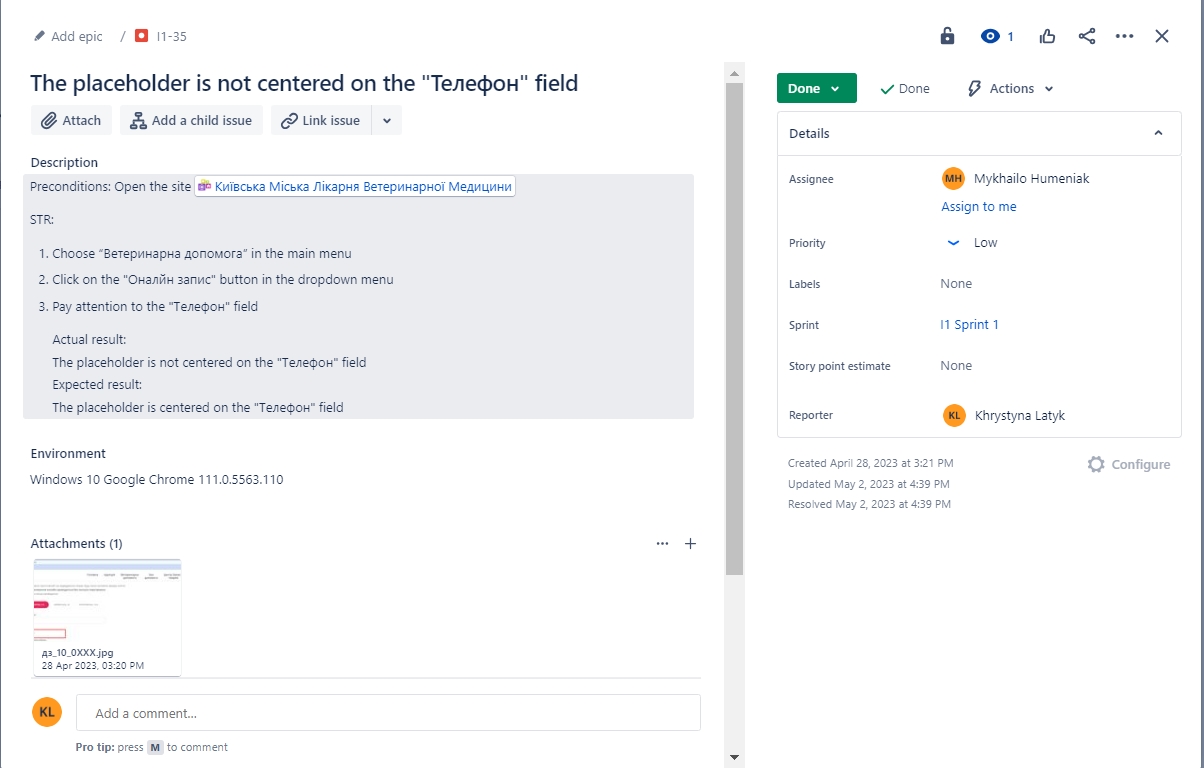 Add epic / I1-35
1
The placeholder is not centered on the "Телефон" field
Attach
Add a child issue
Link issue
Description
Preconditions: Open the site Київська Міська Лікарня Ветеринарної Медицини
STR:
1. Choose “Ветеринарна допомога” in the main menu
2. Click on the "Оналйн запис" button in the dropdown menu
3. Pay attention to the "Телефон" field
Actual result:
The placeholder is not centered on the "Телефон" field
Expected result:
The placeholder is centered on the "Телефон" field
Environment
Windows 10 Google Chrome 111.0.5563.110
Attachments (1)
дз_10_0ХХХ.jpg
28 Apr 2023, 03:20 PM
KL
Add a comment...
Pro tip: press M to comment
Done
Done
Actions
Details
Assignee
MH Mykhailo Humeniak
Assign to me
Priority
Low
Labels
None
Sprint
I1 Sprint 1
Story point estimate
None
Reporter
KL Khrystyna Latyk
Created April 28, 2023 at 3:21 PM
Configure
Updated May 2, 2023 at 4:39 PM
Resolved May 2, 2023 at 4:39 PM